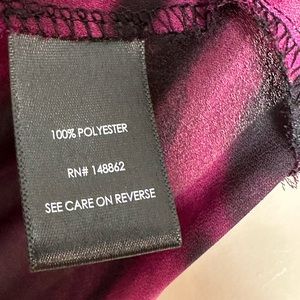 100% POLYESTER
RN# 148862
SEE CARE ON REVERSE